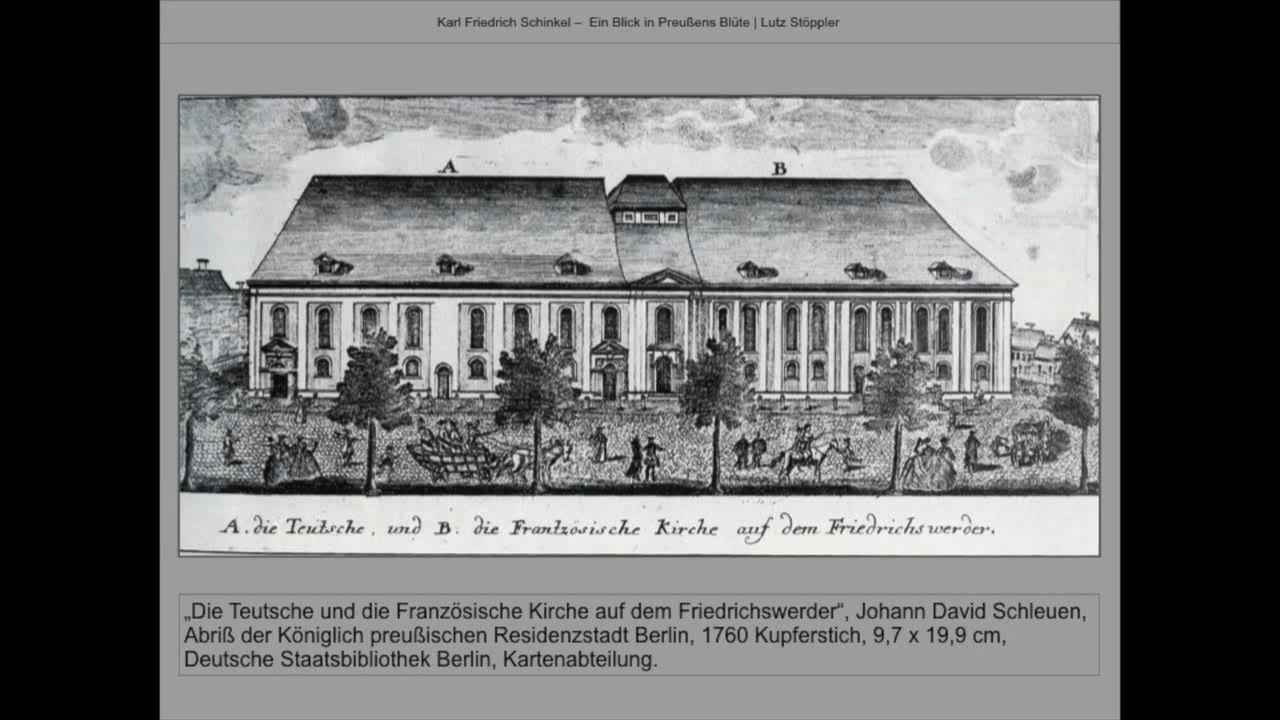 Karl Friedrich Schinkel – Ein Blick in Preußens Blüte | Lutz Stöppler
A B
A. die Teutsche, und B. die Frantzösische Kirche auf dem Friedrichswerder.
„Die Teutsche und die Französische Kirche auf dem Friedrichswerder“, Johann David Schleuen,
Abriß der Königlich preußischen Residenzstadt Berlin, 1760 Kupferstich, 9,7 x 19,9 cm,
Deutsche Staatsbibliothek Berlin, Kartenabteilung.